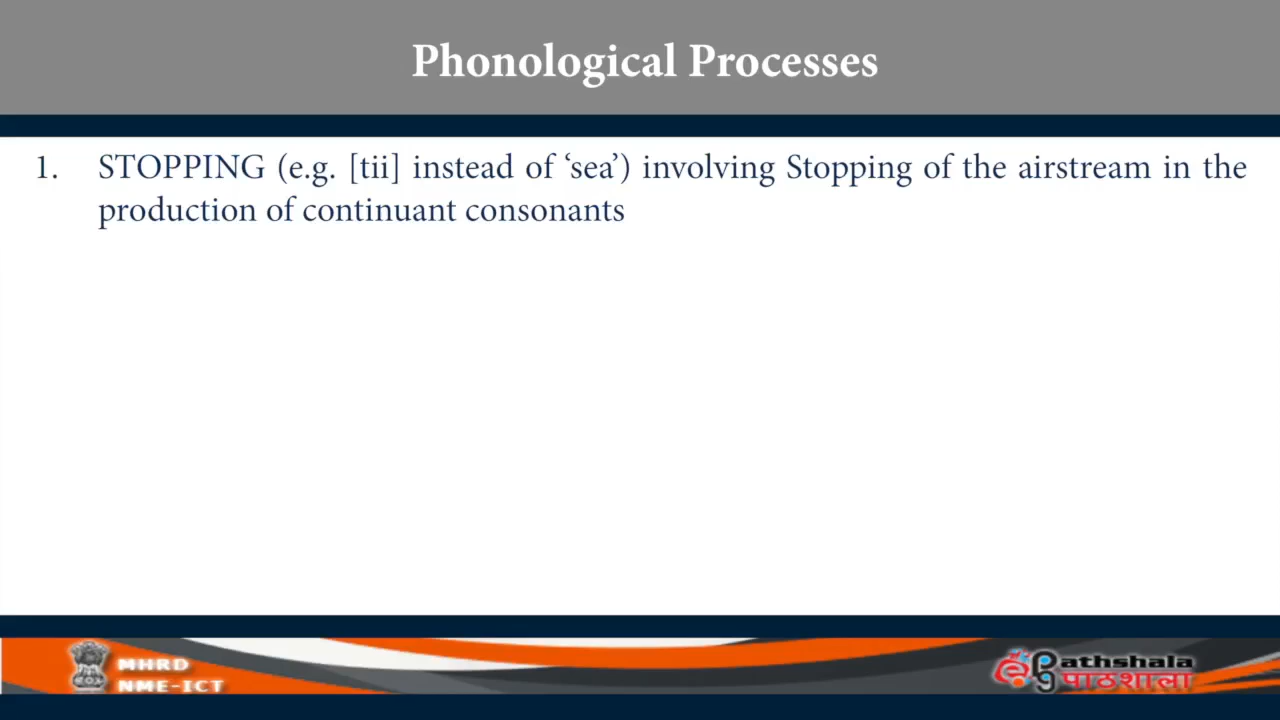 Phonological Processes
1. STOPPING (e.g. [tii] instead of ‘sea’) involving Stopping of the airstream in the
production of continuant consonants
MHRD
NME-ICT
Pathshala
पाठशाला